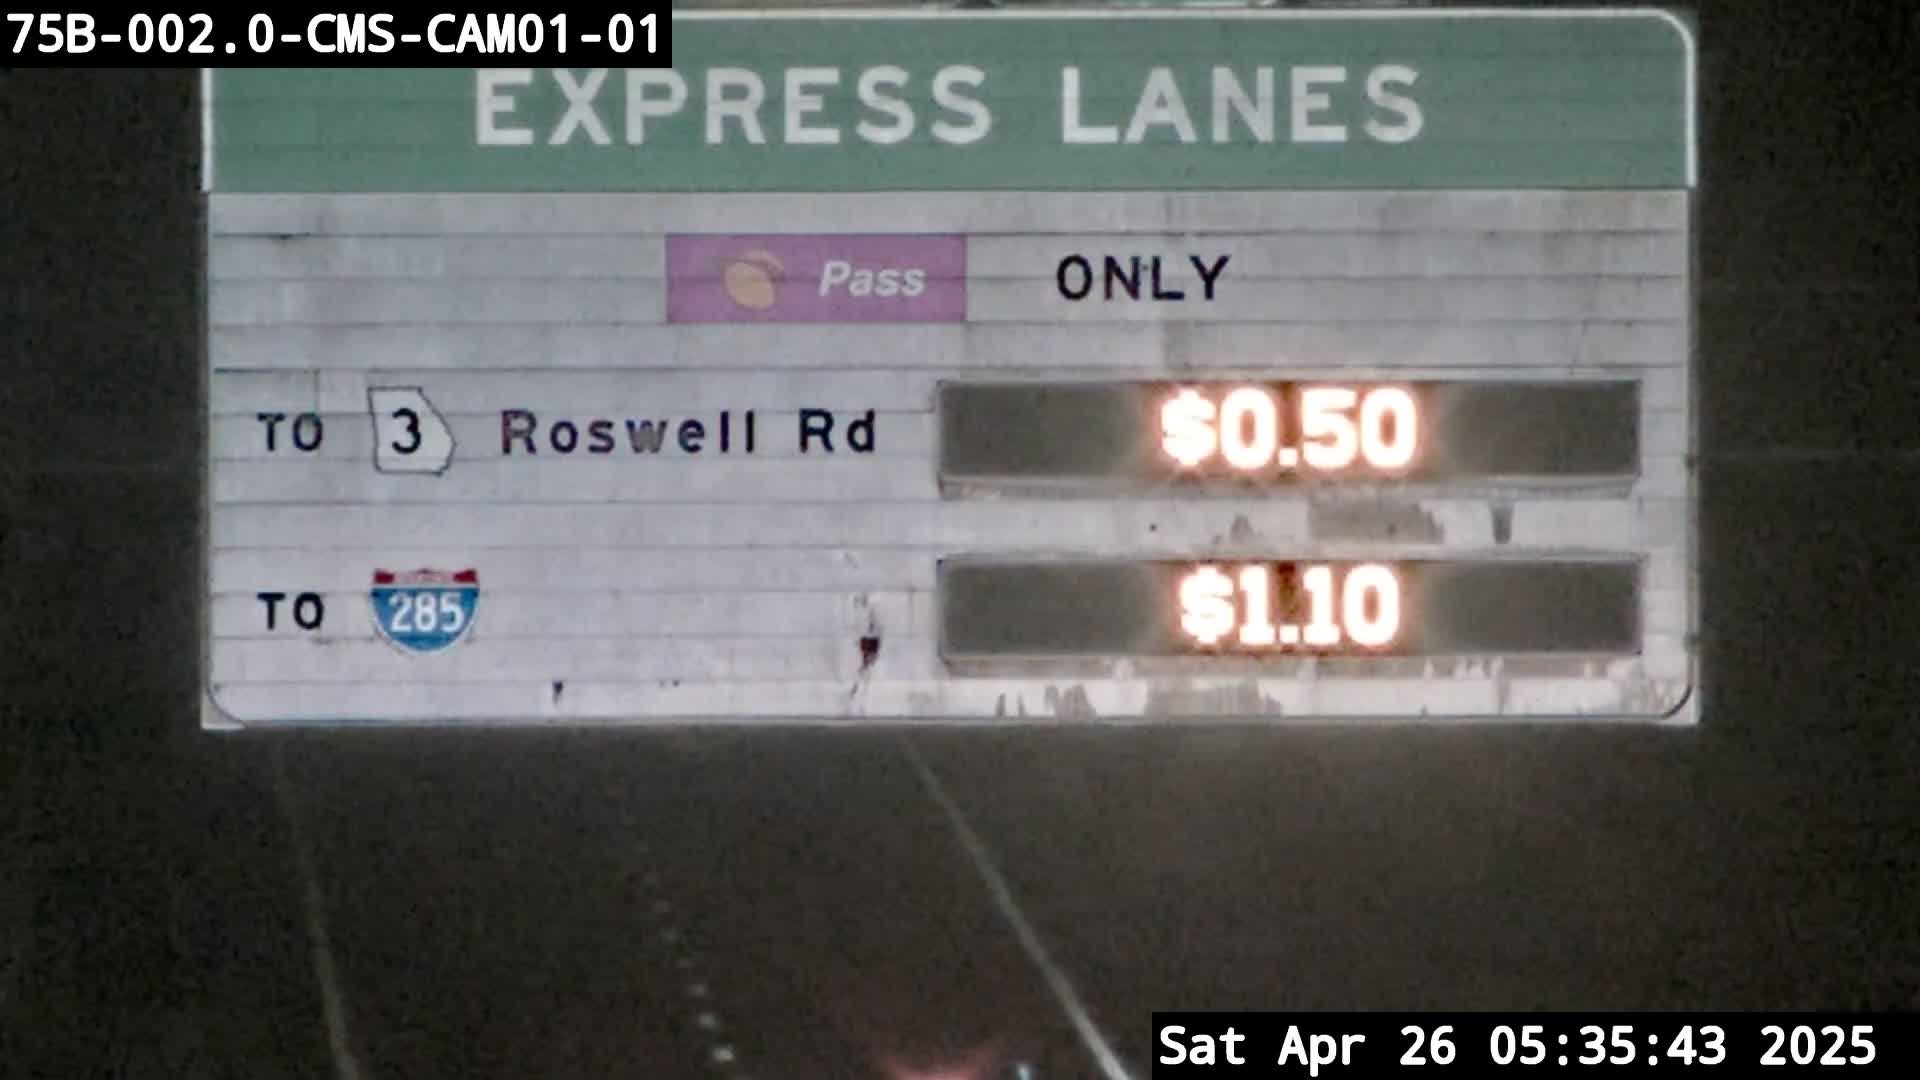 75B-002.0-CMS-CAM01-01
EXPRESS LANES
Pass ONLY
TO 3 Roswell Rd $0.50
TO 285 $1.10
Sat Apr 26 05:35:43 2025